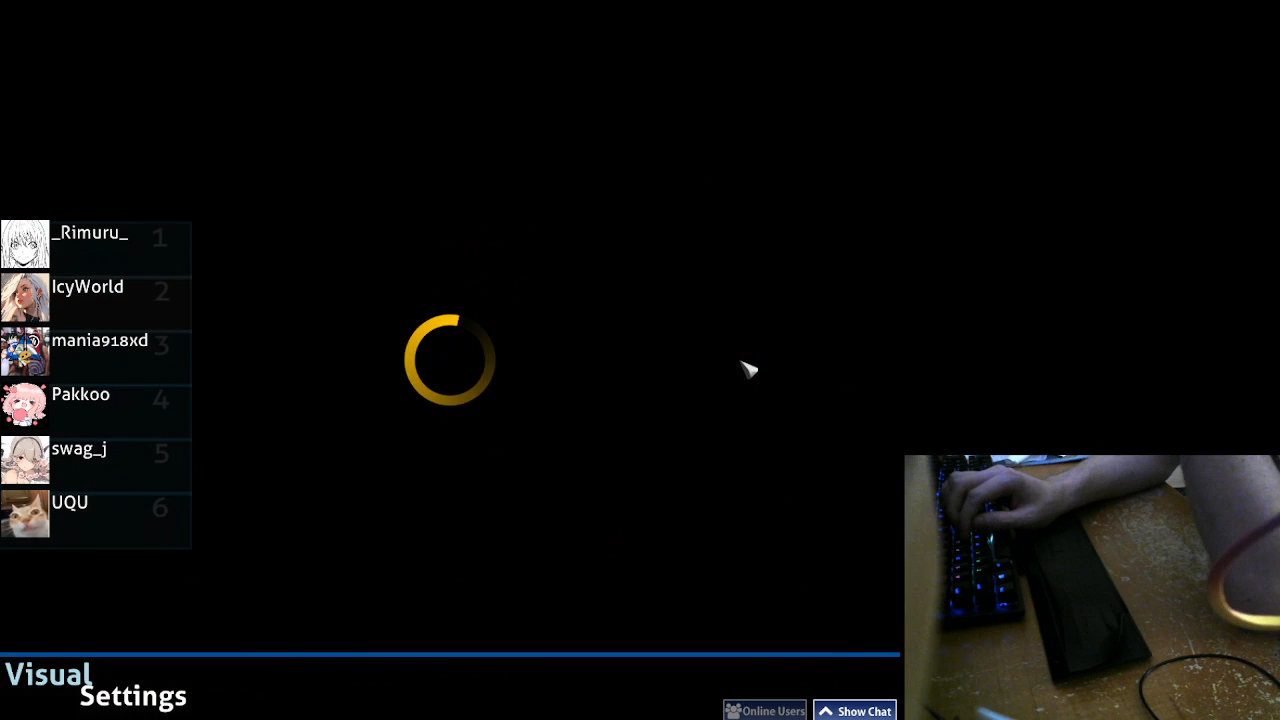 _Rimuru_ 1
IcyWorld 2
mania918xd 3
Pakkoo 4
swag_j 5
UQU 6
Visual
Settings
Online Users
Show Chat